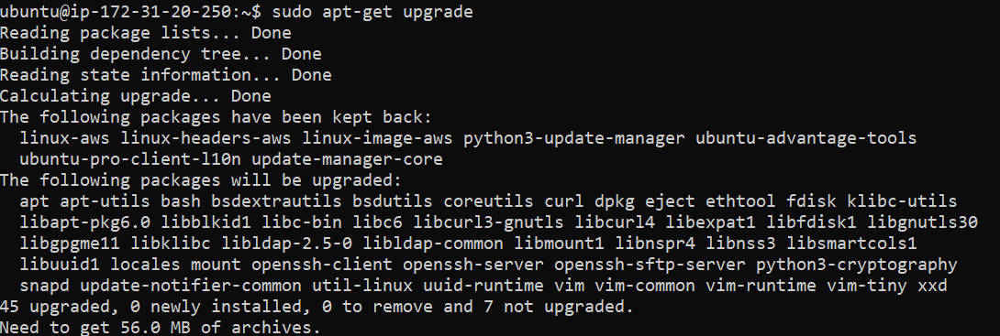 ubuntu@ip-172-31-20-250:~$ sudo apt-get upgrade
Reading package lists... Done
Building dependency tree... Done
Reading state information... Done
Calculating upgrade... Done
The following packages have been kept back:
  linux-aws linux-headers-aws linux-image-aws python3-update-manager ubuntu-advantage-tools
  ubuntu-pro-client-l10n update-manager-core
The following packages will be upgraded:
  apt apt-utils bash bsdextrautils bsdutils coreutils curl dpkg eject ethtool fdisk klibc-utils
  libapt-pkg6.0 libblkid1 libc-bin libc6 libcurl3-gnutls libcurl4 libexpat1 libfdisk1 libgnutls30
  libgpgme11 libklibc libldap-2.5-0 libldap-common libmount1 libnspr4 libnss3 libsmartcols1
  libuuid1 locales mount openssh-client openssh-server openssh-sftp-server python3-cryptography
  snapd update-notifier-common util-linux uuid-runtime vim vim-common vim-runtime vim-tiny xxd
45 upgraded, 0 newly installed, 0 to remove and 7 not upgraded.
Need to get 56.0 MB of archives.